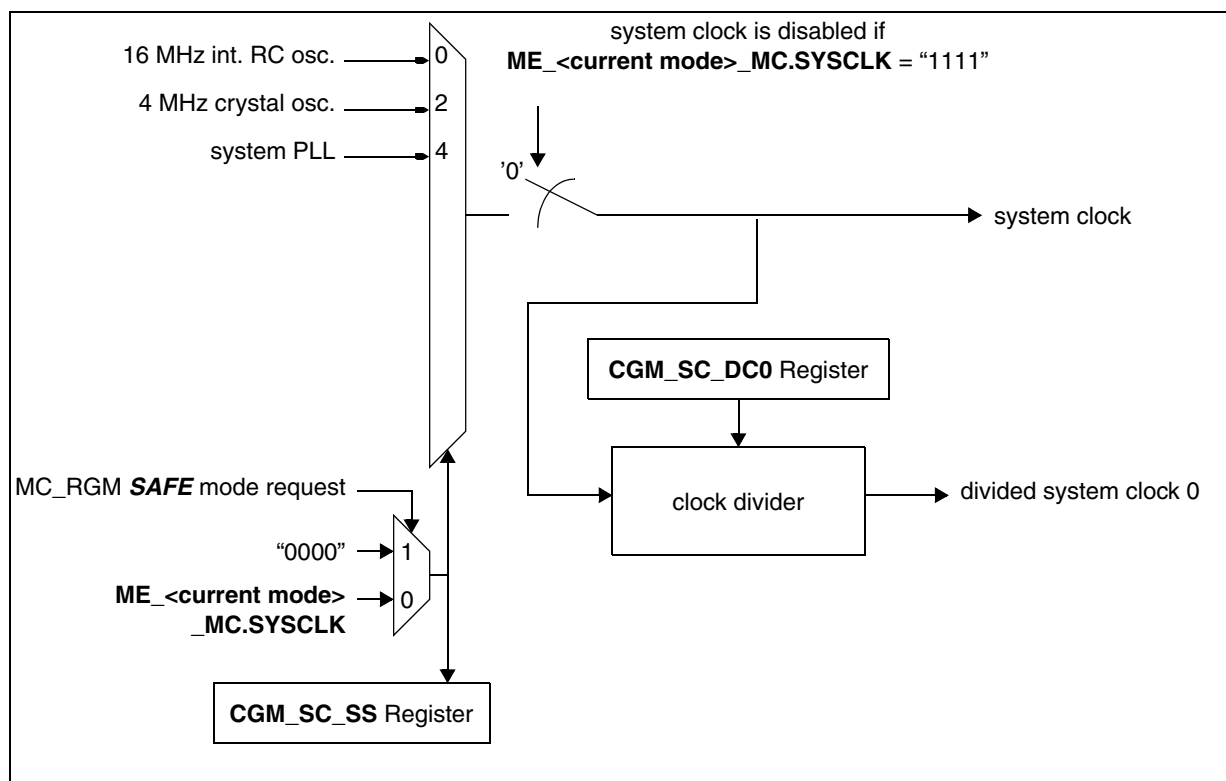 system clock is disabled if
ME_<current mode>_MC.SYSCLK = “1111”
16 MHz int. RC osc.
0
4 MHz crystal osc.
2
system PLL
4
'0'
system clock
CGM_SC_DC0 Register
MC_RGM SAFE mode request
clock divider
divided system clock 0
“0000”
1
ME_<current mode>
_MC.SYSCLK
0
CGM_SC_SS Register